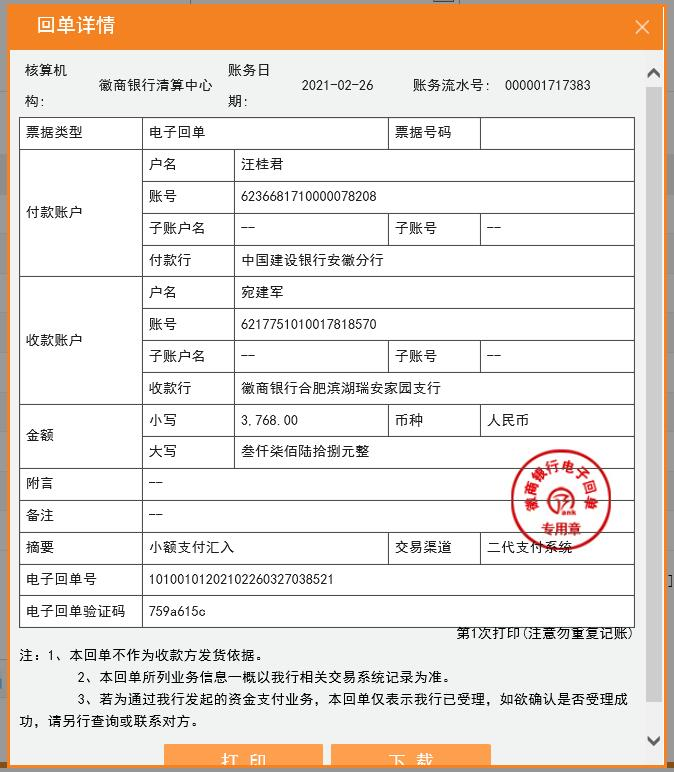 回单详情
核算机构： 徽商银行清算中心 账务日期： 2021-02-26 账务流水号： 000001717383
票据类型 电子回单 票据号码
付款账户
户名 汪桂君
账号 6236681710000078208
子账户名 -- 子账号 --
付款行 中国建设银行安徽分行
收款账户
户名 宛建军
账号 6217751010017818570
子账户名 -- 子账号 --
收款行 徽商银行合肥滨湖瑞安家园支行
金额
小写 3,768.00 币种 人民币
大写 叁仟柒佰陆拾捌元整
附言 --
备注 --
徽商银行电子回单
Bank
专用章
摘要 小额支付汇入 交易渠道 二代支付系统
电子回单号 10100101202102260327038521
电子回单验证码 759a615c
第1次打印(注意勿重复记账)
注：1、本回单不作为收款方发货依据。
2、本回单所列业务信息一概以我行相关交易系统记录为准。
3、若为通过我行发起的资金支付业务，本回单仅表示我行已受理，如欲确认是否受理成
功，请另行查询或联系对方。
打 印 下 载